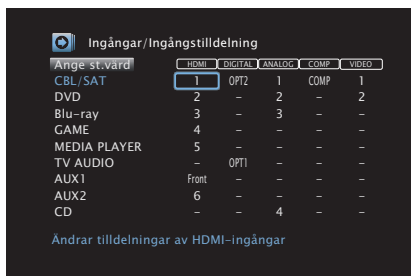 Ingångar/Ingångstilldelning
Ange st.värd HDMI DIGITAL ANALOG COMP VIDEO
CBL/SAT 1 OPT2 1 COMP 1
DVD 2 – 2 – 2
Blu-ray 3 – 3 – –
GAME 4 – – – –
MEDIA PLAYER 5 – – – –
TV AUDIO – OPT1 – – –
AUX1 Front – – – –
AUX2 6 – – – –
CD – – 4 – –
Ändrar tilldelningar av HDMI-ingångar